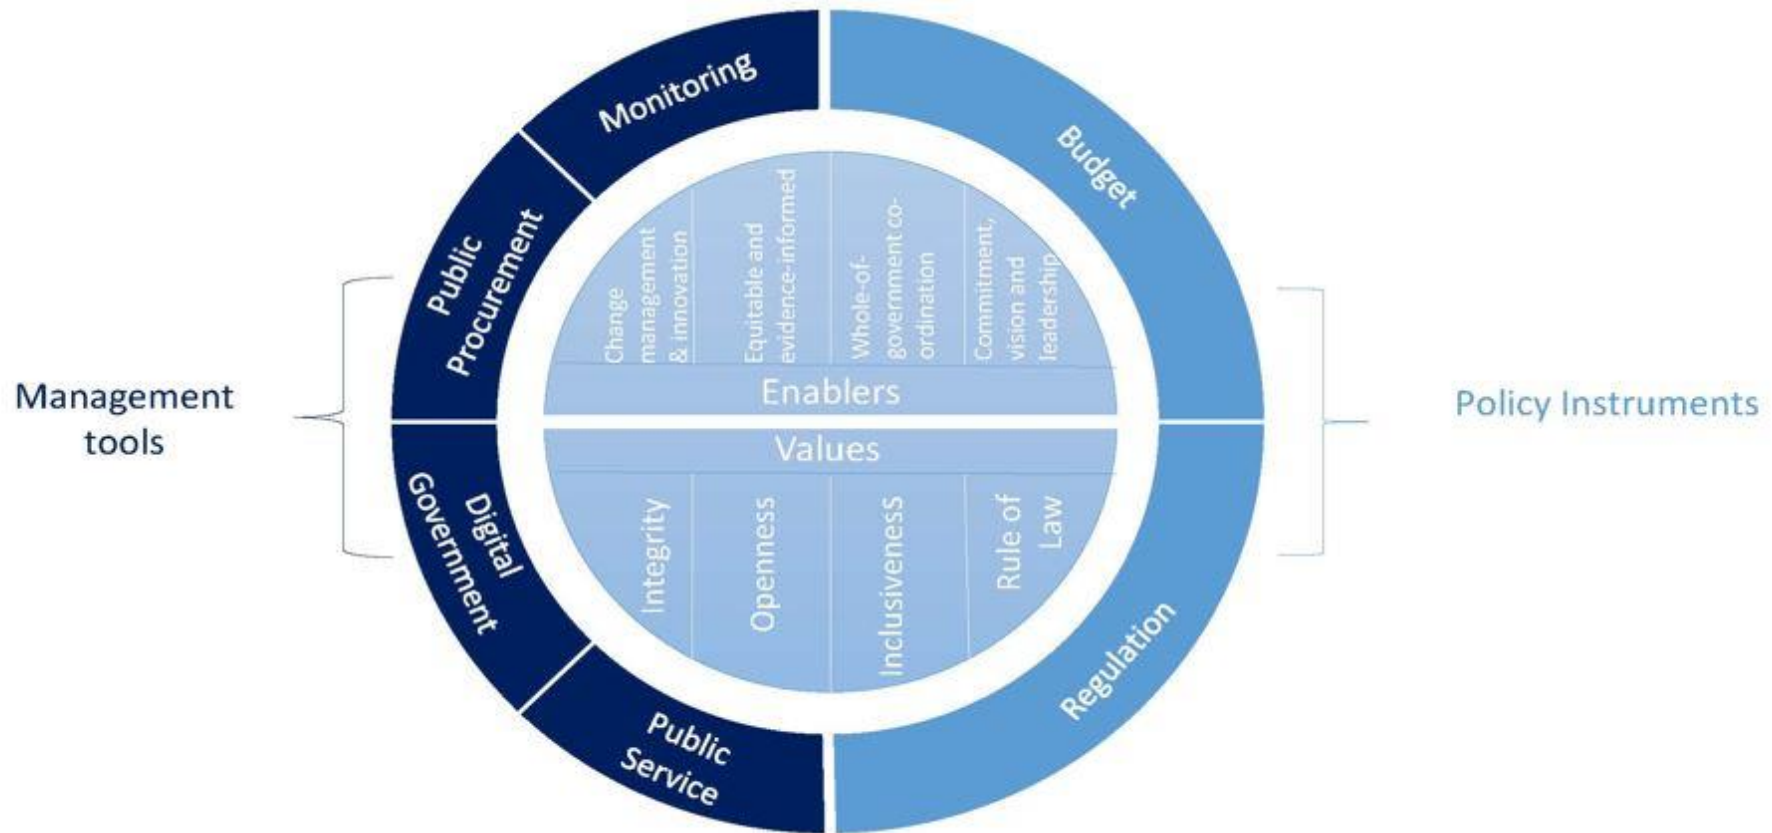 Monitoring
Budget
Public
Procurement
Change
management
& innovation
Equitable and
evidence-informed
Whole-of-
government co-
ordination
Commitment,
vision and
leadership
Enablers
Management
tools
Policy Instruments
Values
Digital
Government
Integrity
Openness
Inclusiveness
Rule of
Law
Regulation
Public
Service